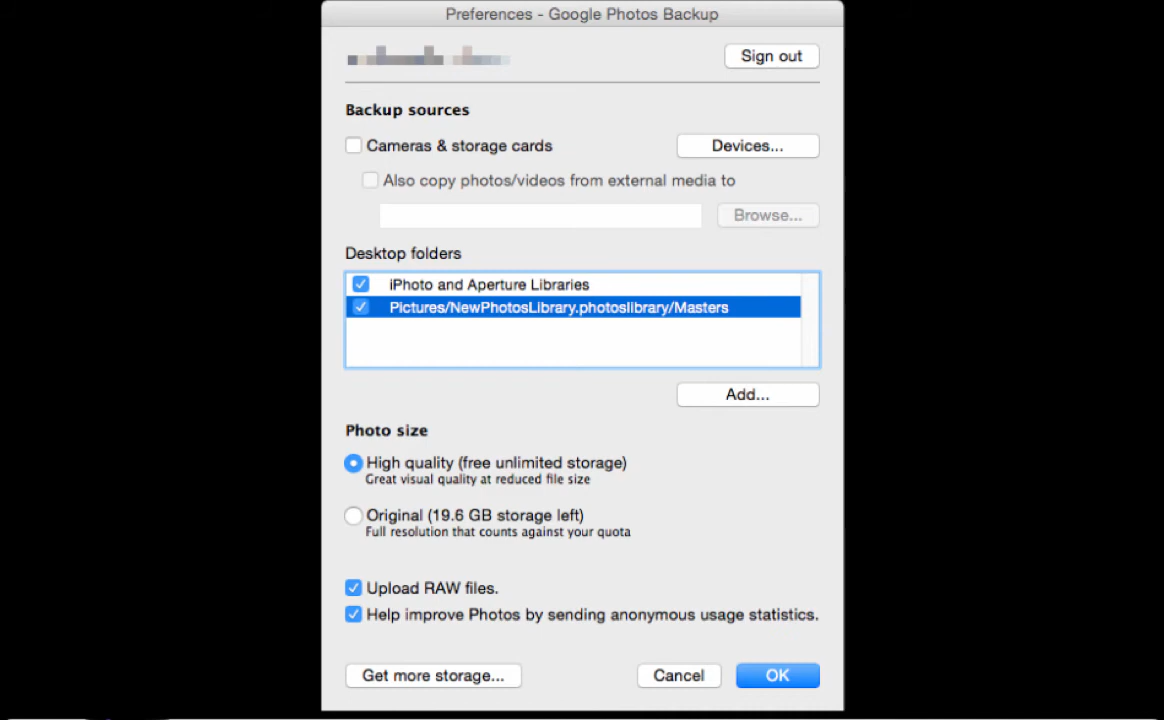 Preferences - Google Photos Backup
Sign out
Backup sources
Cameras & storage cards
Devices...
Also copy photos/videos from external media to
Browse...
Desktop folders
iPhoto and Aperture Libraries
Pictures/NewPhotosLibrary.photoslibrary/Masters
Add...
Photo size
High quality (free unlimited storage)
Great visual quality at reduced file size
Original (19.6 GB storage left)
Full resolution that counts against your quota
Upload RAW files.
Help improve Photos by sending anonymous usage statistics.
Get more storage...
Cancel
OK